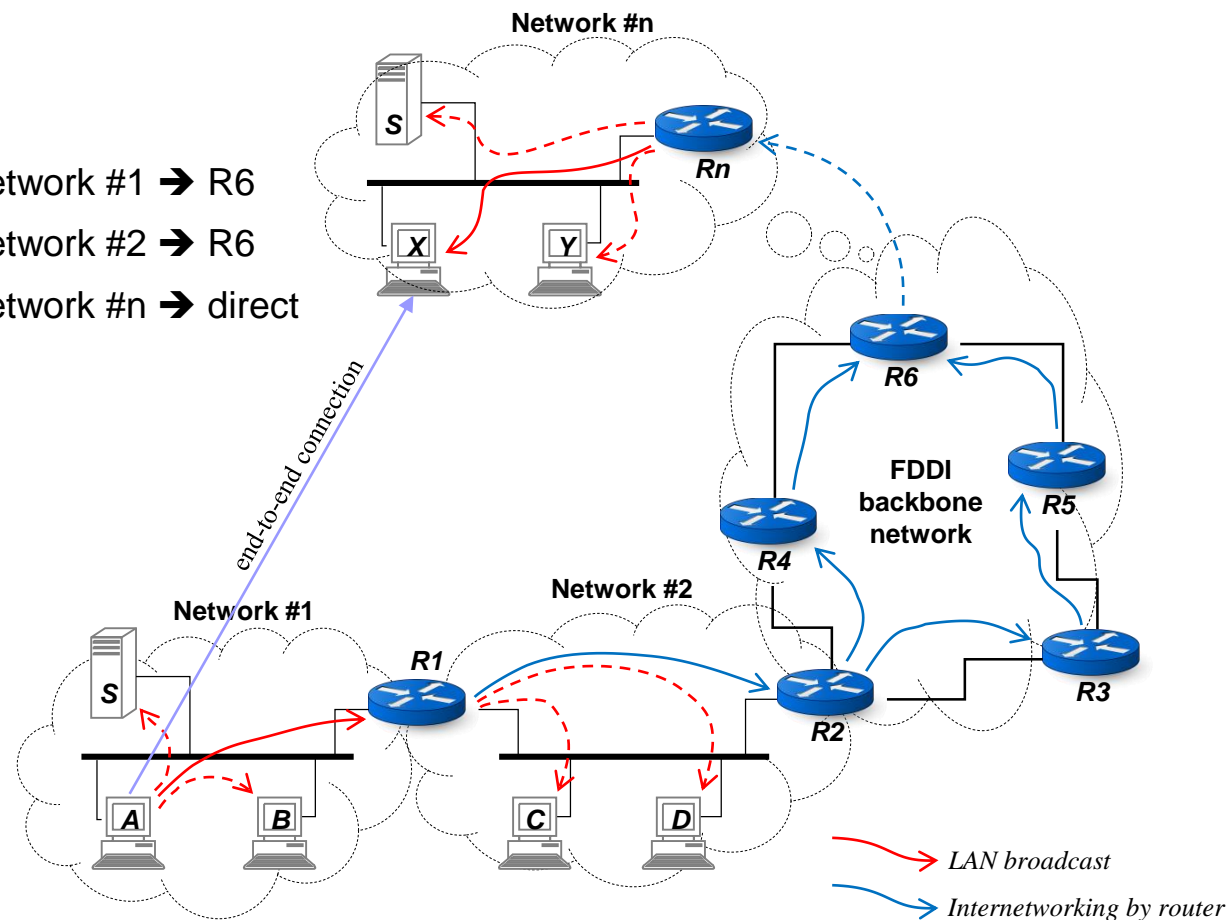 Network #n
S
Rn
etwork #1 ➔ R6
etwork #2 ➔ R6
etwork #n ➔ direct
X
Y
R6
end-to-end connection
FDDI
backbone
network
R5
R4
Network #1
Network #2
R1
S
R2
R3
A
B
C
D
LAN broadcast
Internetworking by router